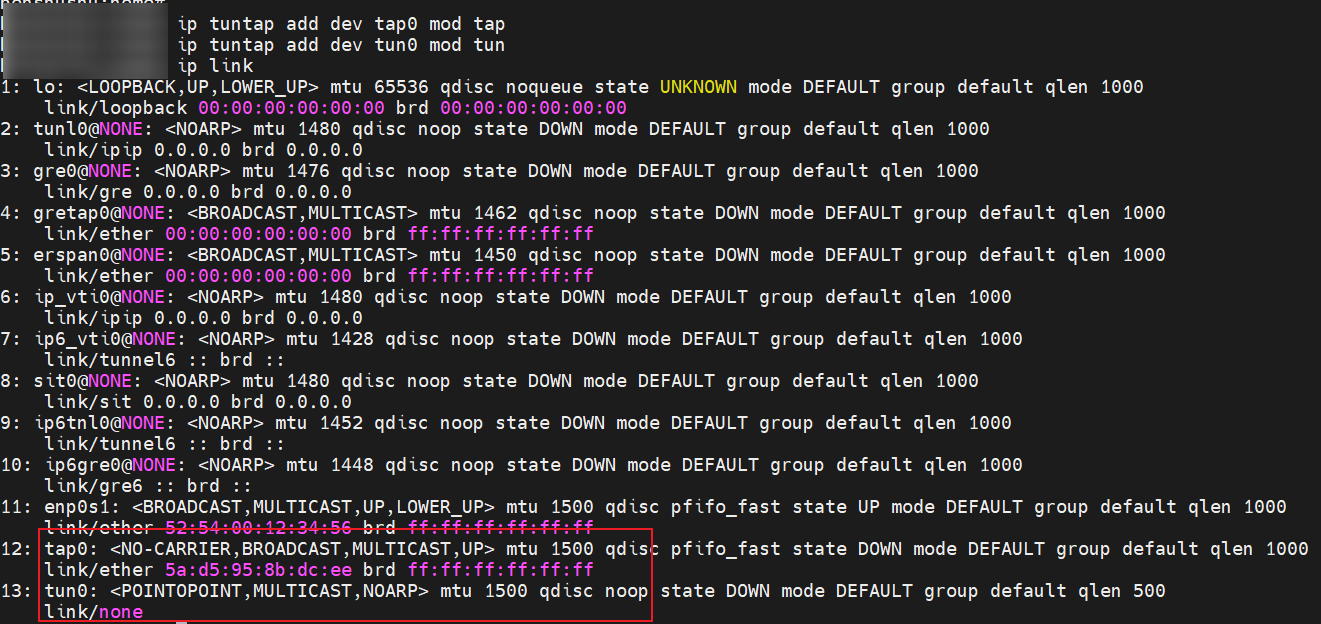 ip tuntap add dev tap0 mod tap
ip tuntap add dev tun0 mod tun
ip link
1: lo: <LOOPBACK,UP,LOWER_UP> mtu 65536 qdisc noqueue state UNKNOWN mode DEFAULT group default qlen 1000
link/loopback 00:00:00:00:00:00 brd 00:00:00:00:00:00
2: tunl0@NONE: <NOARP> mtu 1480 qdisc noop state DOWN mode DEFAULT group default qlen 1000
link/ipip 0.0.0.0 brd 0.0.0.0
3: gre0@NONE: <NOARP> mtu 1476 qdisc noop state DOWN mode DEFAULT group default qlen 1000
link/gre 0.0.0.0 brd 0.0.0.0
4: gretap0@NONE: <BROADCAST,MULTICAST> mtu 1462 qdisc noop state DOWN mode DEFAULT group default qlen 1000
link/ether 00:00:00:00:00:00 brd ff:ff:ff:ff:ff:ff
5: erspan0@NONE: <BROADCAST,MULTICAST> mtu 1450 qdisc noop state DOWN mode DEFAULT group default qlen 1000
link/ether 00:00:00:00:00:00 brd ff:ff:ff:ff:ff:ff
6: ip_vti0@NONE: <NOARP> mtu 1480 qdisc noop state DOWN mode DEFAULT group default qlen 1000
link/ipip 0.0.0.0 brd 0.0.0.0
7: ip6_vti0@NONE: <NOARP> mtu 1428 qdisc noop state DOWN mode DEFAULT group default qlen 1000
link/tunnel6 :: brd ::
8: sit0@NONE: <NOARP> mtu 1480 qdisc noop state DOWN mode DEFAULT group default qlen 1000
link/sit 0.0.0.0 brd 0.0.0.0
9: ip6tnl0@NONE: <NOARP> mtu 1452 qdisc noop state DOWN mode DEFAULT group default qlen 1000
link/tunnel6 :: brd ::
10: ip6gre0@NONE: <NOARP> mtu 1448 qdisc noop state DOWN mode DEFAULT group default qlen 1000
link/gre6 :: brd ::
11: enp0s1: <BROADCAST,MULTICAST,UP,LOWER_UP> mtu 1500 qdisc pfifo_fast state UP mode DEFAULT group default qlen 1000
link/ether 52:54:00:12:34:56 brd ff:ff:ff:ff:ff:ff
12: tap0: <NO-CARRIER,BROADCAST,MULTICAST,UP> mtu 1500 qdisc pfifo_fast state DOWN mode DEFAULT group default qlen 1000
link/ether 5a:d5:95:8b:dc:ee brd ff:ff:ff:ff:ff:ff
13: tun0: <POINTOPOINT,MULTICAST,NOARP> mtu 1500 qdisc noop state DOWN mode DEFAULT group default qlen 500
link/none